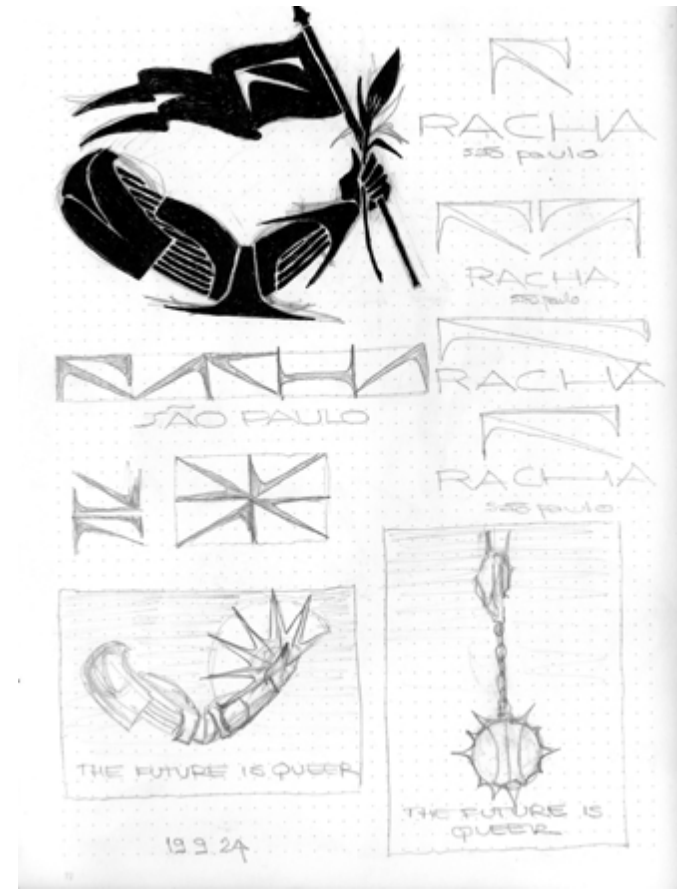 RACHA
são paulo
RACHA
são paulo
RACHA
SÃO PAULO
RACHA
RACHA
são paulo
THE FUTURE IS QUEER
THE FUTURE IS
QUEER
19 9 24